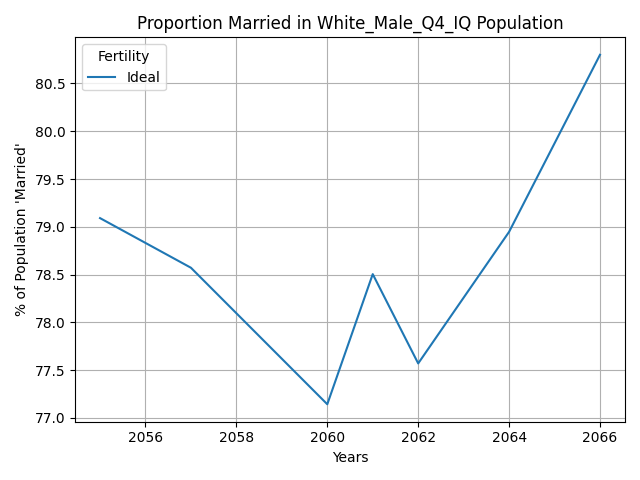 Proportion Married in White_Male_Q4_IQ Population
Fertility
Ideal
% of Population 'Married'
80.5
80.0
79.5
79.0
78.5
78.0
77.5
77.0
2056 2058 2060 2062 2064 2066
Years